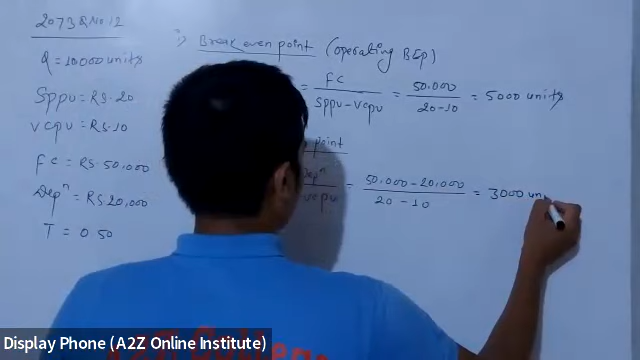 2073 Q.No.12
i) Break even point (operating BEP)
Q = 10000 units
= FC / SPPU - VCPU = 50,000 / 20-10 = 5000 units
SPPU = RS. 20
VCPU = RS. 10
point
FC = RS. 50,000
Depⁿ / VCPU = 50,000 - 20,000 / 20 - 10 = 3000 un
Depⁿ = RS. 20,000
T = 0.50
Display Phone (A2Z Online Institute)